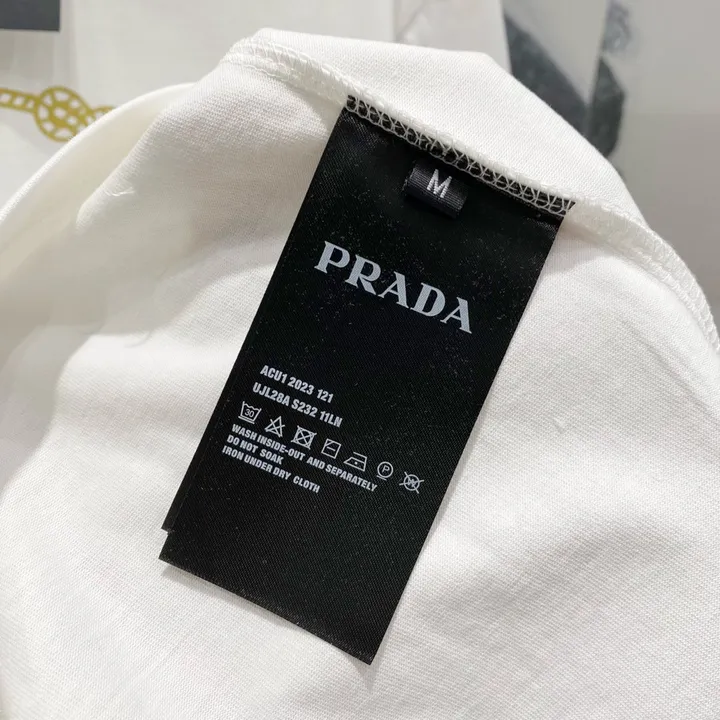 M
PRADA
ACU1 2023 121
UJL28A S232 11LN
30 P W
WASH INSIDE-OUT AND SEPARATELY
DO NOT SOAK
IRON UNDER DRY CLOTH